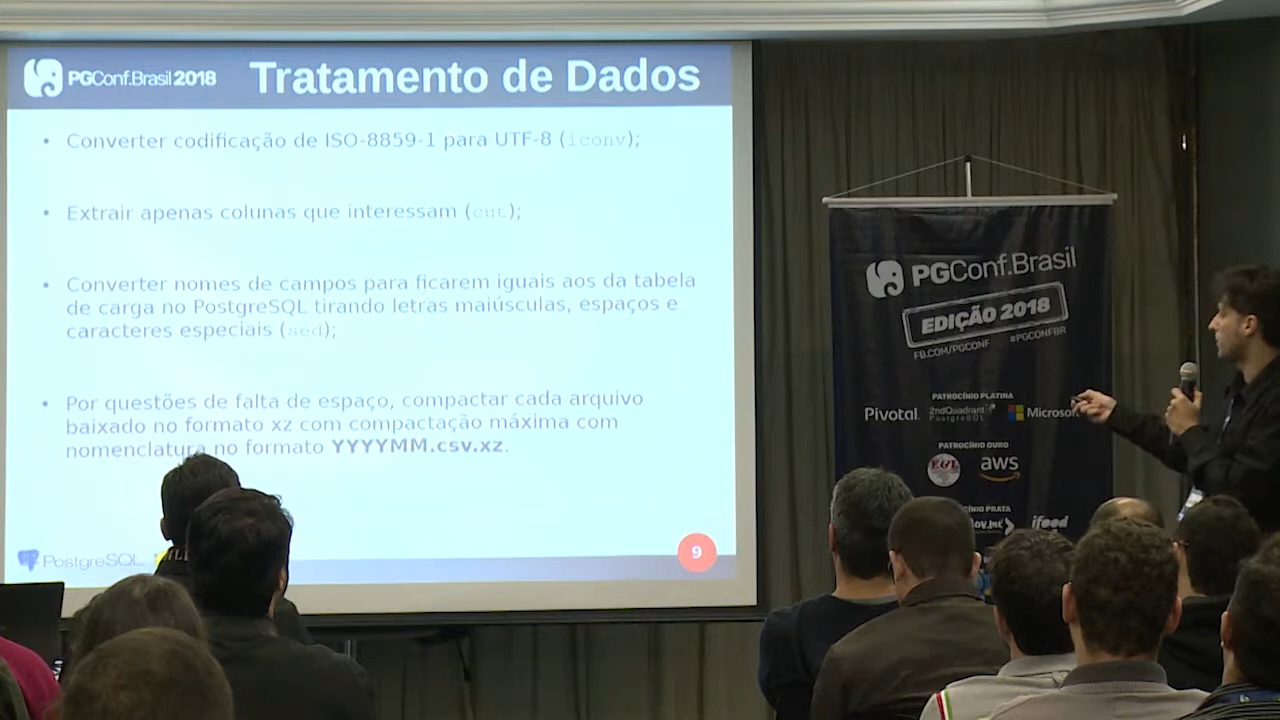 PGConf.Brasil 2018
Tratamento de Dados
• Converter codificação de ISO-8859-1 para UTF-8 (iconv);
• Extrair apenas colunas que interessam (cut);
• Converter nomes de campos para ficarem iguais aos da tabela
de carga no PostgreSQL tirando letras maiúsculas, espaços e
caracteres especiais (sed);
• Por questões de falta de espaço, compactar cada arquivo
baixado no formato xz com compactação máxima com
nomenclatura no formato YYYYMM.csv.xz.
PostgreSQL
9
PGConf.Brasil
EDIÇÃO 2018
FB.COM/PGCONF #PGCONFBR
PATROCÍNIO PLATINA
Pivotal. 2ndQuadrant
PostgreSQL
Microsoft
PATROCÍNIO OURO
aws
CÍNIO PRATA
ifood